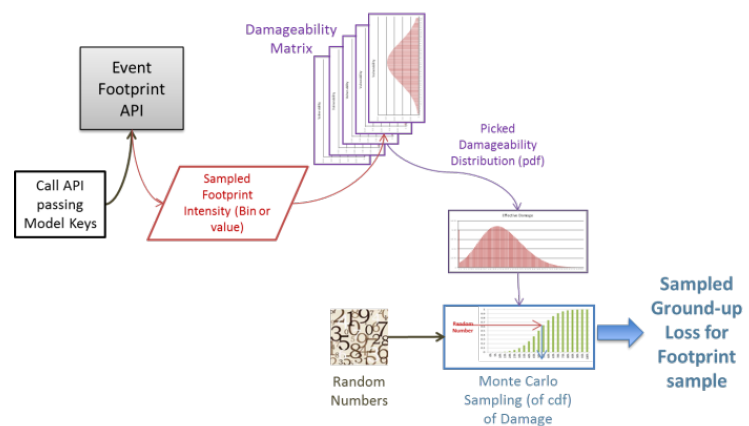 Damageability
Matrix
Event
Footprint
API
Picked
Damageability
Distribution (pdf)
Call API
passing
Model Keys
Sampled
Footprint
Intensity (Bin or
value)
Effective Damage
Random
Number
Random
Numbers
Monte Carlo
Sampling (of cdf)
of Damage
Sampled
Ground-up
Loss for
Footprint
sample